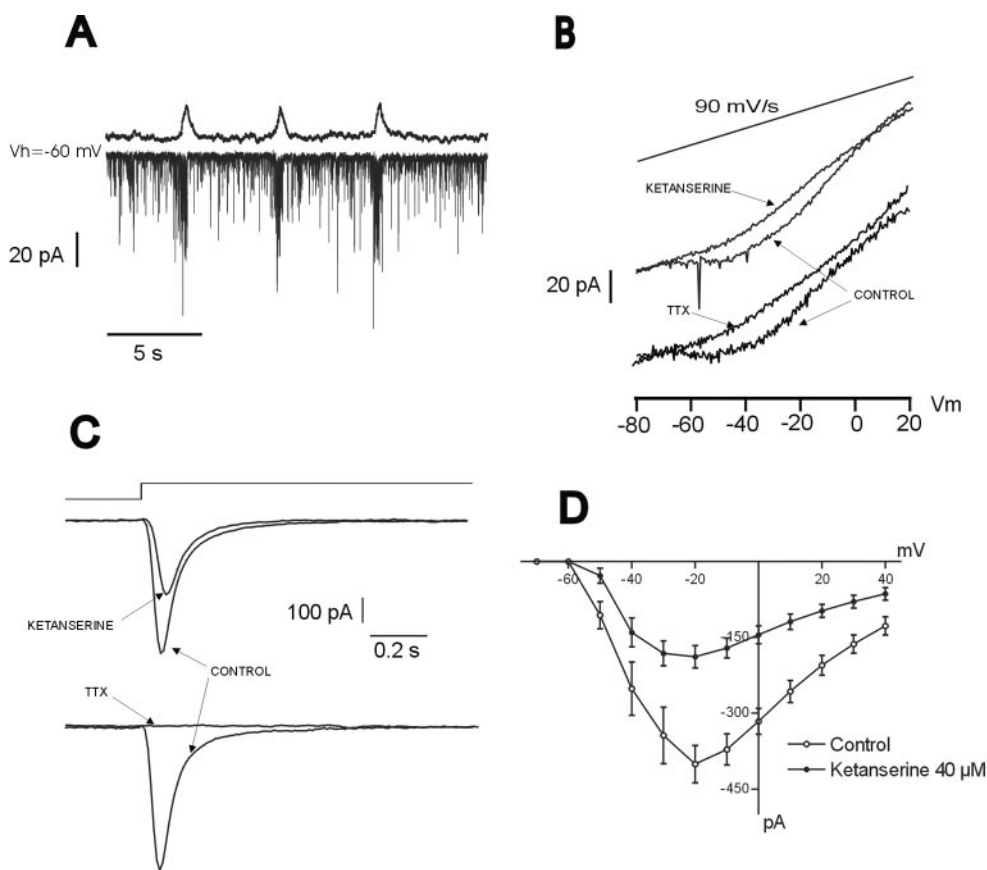 A
Vh=-60 mV
20 pA
5 s
B
90 mV/s
KETANSERINE
20 pA
TTX
CONTROL
-80 -60 -40 -20 0 20
Vm
C
KETANSERINE
100 pA
0.2 s
CONTROL
TTX
D
mV
-60 -40 -20 20 40
-150
-300
-450
pA
Control
Ketanserine 40 µM